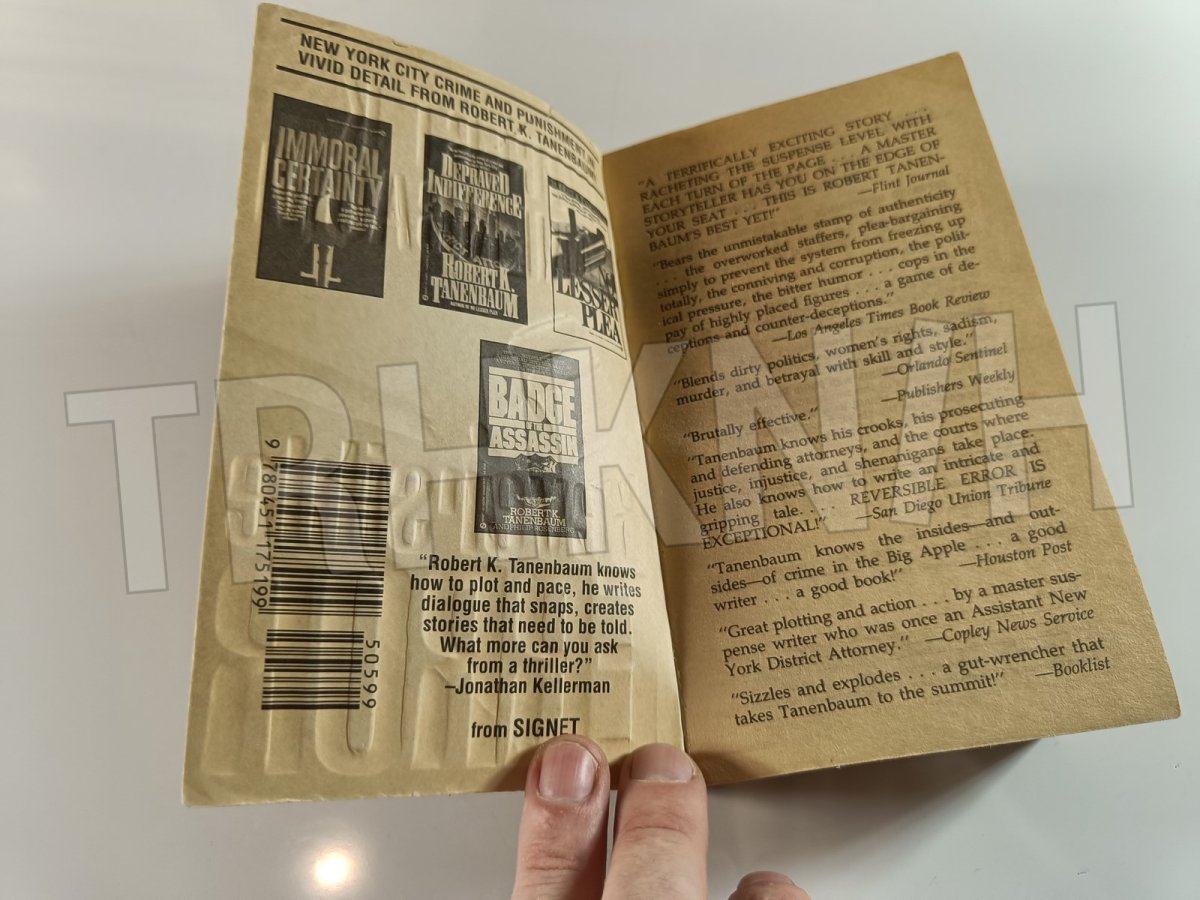 NEW YORK CITY CRIME AND PUNISHMENT IN
VIVID DETAIL FROM ROBERT K. TANENBAUM
IMMORAL
CERTAINTY
DEPRAVED
INDIFFERENCE
ROBERT K.
TANENBAUM
LESSER
PLEA
BADGE
OF THE
ASSASSIN
ROBERT K.
TANENBAUM
AND PHILIP ROSENBERG
9 780451 175199
50599
“Robert K. Tanenbaum knows
how to plot and pace, he writes
dialogue that snaps, creates
stories that need to be told.
What more can you ask
from a thriller?”
–Jonathan Kellerman
from SIGNET
“A TERRIFICALLY EXCITING STORY . . .
RACHETING THE SUSPENSE LEVEL WITH
EACH TURN OF THE PAGE . . . A MASTER
STORYTELLER HAS YOU ON THE EDGE OF
YOUR SEAT . . . THIS IS ROBERT TANEN-
BAUM'S BEST YET!”
—Flint Journal
“Bears the unmistakable stamp of authenticity
. . . the overworked staffers, plea-bargaining
simply to prevent the system from freezing up
totally, the conniving and corruption, the polit-
ical pressure, the bitter humor . . . cops in the
pay of highly placed figures . . . a game of de-
ceptions and counter-deceptions.”
—Los Angeles Times Book Review
“Blends dirty politics, women's rights, sadism,
murder, and betrayal with skill and style.”
—Orlando Sentinel
“Brutally effective.” —Publishers Weekly
“Tanenbaum knows his crooks, his prosecuting
and defending attorneys, and the courts where
justice, injustice, and shenanigans take place.
He also knows how to write an intricate and
gripping tale. . . . REVERSIBLE ERROR IS
EXCEPTIONAL!” —San Diego Union Tribune
“Tanenbaum knows the insides—and out-
sides—of crime in the Big Apple . . . a good
writer . . . a good book!” —Houston Post
“Great plotting and action . . . by a master sus-
pense writer who was once an Assistant New
York District Attorney.” —Copley News Service
“Sizzles and explodes . . . a gut-wrencher that
takes Tanenbaum to the summit!” —Booklist